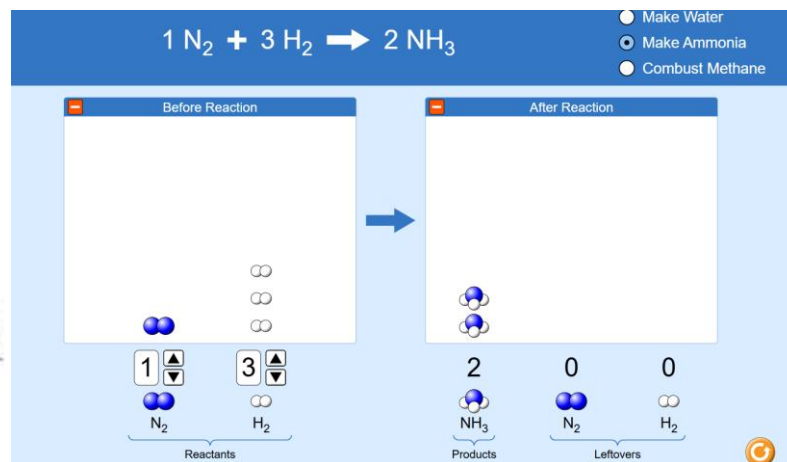 Make Water
1 N₂ + 3 H₂ → 2 NH₃
Make Ammonia
Combust Methane
Before Reaction
After Reaction
1 3
2 0 0
N₂ H₂
NH₃ N₂ H₂
Reactants
Products Leftovers